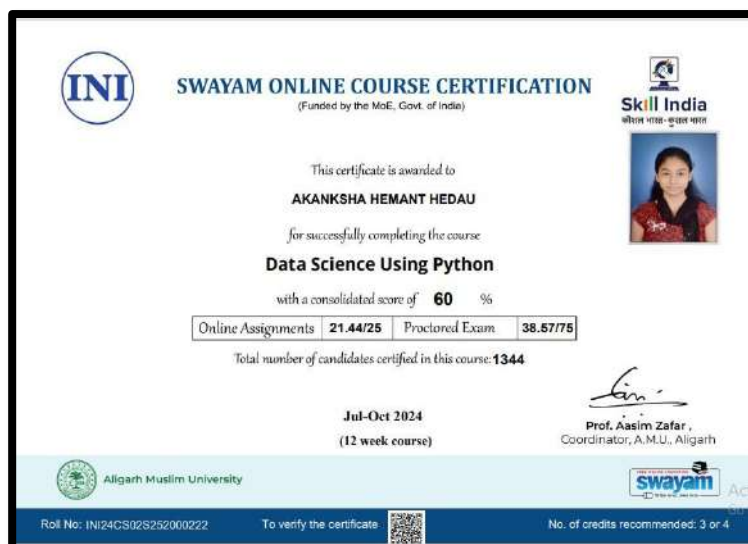 INI
SWAYAM ONLINE COURSE CERTIFICATION
(Funded by the MoE, Govt. of India)
Skill India
कौशल भारत - कुशल भारत
This certificate is awarded to
AKANKSHA HEMANT HEDAU
for successfully completing the course
Data Science Using Python
with a consolidated score of 60 %
Online Assignments 21.44/25 Proctored Exam 38.57/75
Total number of candidates certified in this course:1344
Jul-Oct 2024
(12 week course)
Prof. Aasim Zafar ,
Coordinator, A.M.U., Aligarh
Aligarh Muslim University
swayam
Roll No: INI24CS02S252000222 To verify the certificate No. of credits recommended: 3 or 4